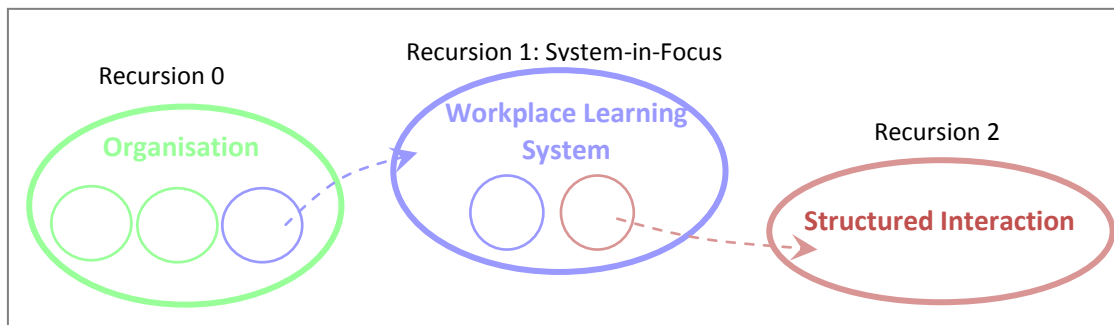 Recursion 0
Organisation
Recursion 1: System-in-Focus
Workplace Learning
System
Recursion 2
Structured Interaction